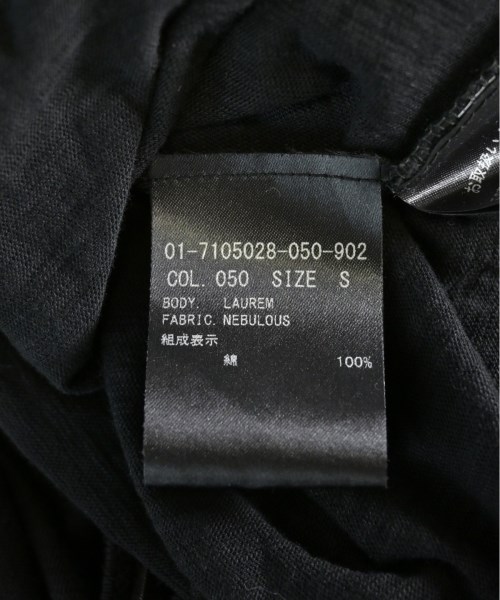 01-7105028-050-902
COL. 050 SIZE S
BODY. LAUREM
FABRIC. NEBULOUS
組成表示
綿 100%